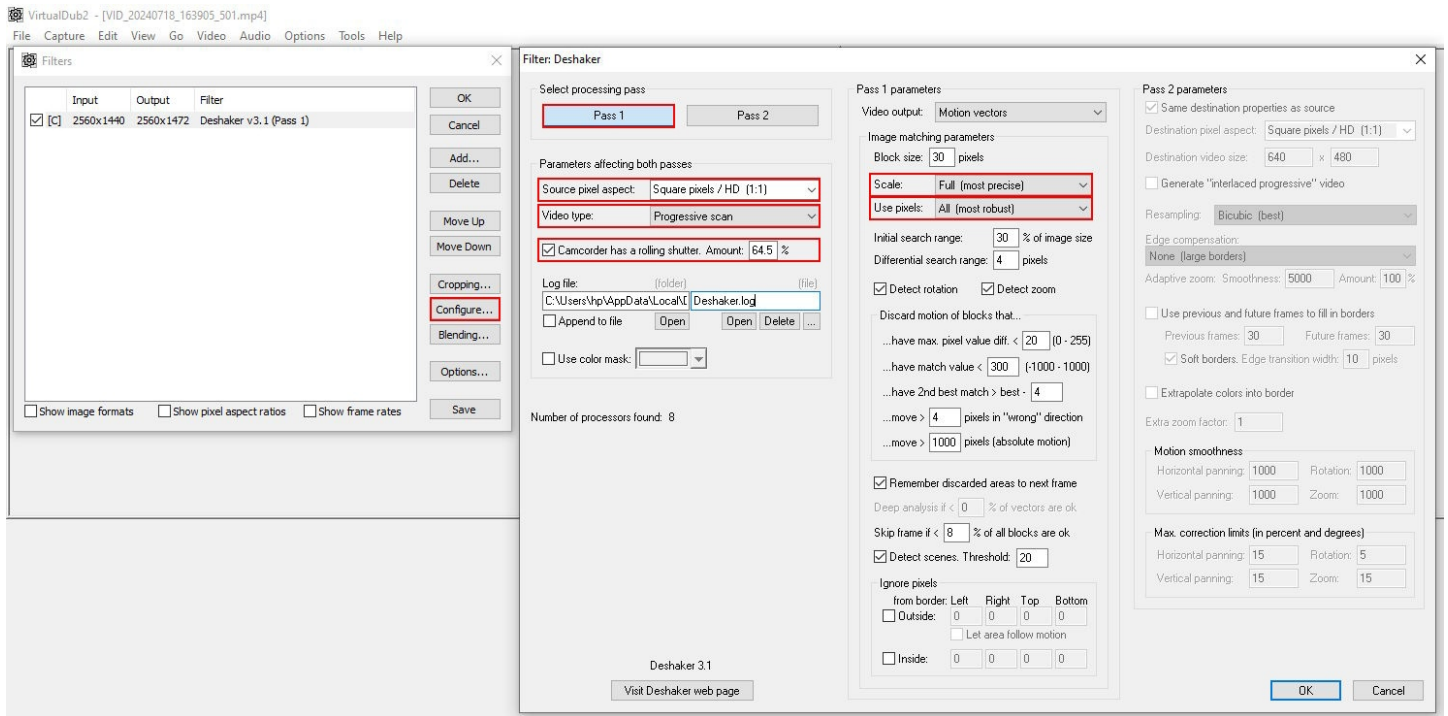 VirtualDub2 - [VID_20240718_163905_501.mp4]
File Capture Edit View Go Video Audio Options Tools Help
Filters
Input Output Filter
[C] 2560x1440 2560x1472 Deshaker v3.1 (Pass 1)
OK
Cancel
Add...
Delete
Move Up
Move Down
Cropping...
Configure...
Blending...
Options...
Save
Show image formats Show pixel aspect ratios Show frame rates
Filter: Deshaker
Select processing pass
Pass 1 Pass 2
Parameters affecting both passes
Source pixel aspect: Square pixels / HD (1:1)
Video type: Progressive scan
Camcorder has a rolling shutter. Amount: 64.5 %
Log file: (folder) (file)
C:\Users\hp\AppData\Local\D Deshaker.log
Append to file Open Open Delete ...
Use color mask:
Number of processors found: 8
Deshaker 3.1
Visit Deshaker web page
Pass 1 parameters
Video output: Motion vectors
Image matching parameters
Block size: 30 pixels
Scale: Full (most precise)
Use pixels: All (most robust)
Initial search range: 30 % of image size
Differential search range: 4 pixels
Detect rotation Detect zoom
Discard motion of blocks that...
...have max. pixel value diff. < 20 (0 - 255)
...have match value < 300 (-1000 - 1000)
...have 2nd best match > best - 4
...move > 4 pixels in "wrong" direction
...move > 1000 pixels (absolute motion)
Remember discarded areas to next frame
Deep analysis if < 0 % of vectors are ok
Skip frame if < 8 % of all blocks are ok
Detect scenes. Threshold: 20
Ignore pixels
from border: Left Right Top Bottom
Outside: 0 0 0 0
Let area follow motion
Inside: 0 0 0 0
Pass 2 parameters
Same destination properties as source
Destination pixel aspect: Square pixels / HD (1:1)
Destination video size: 640 x 480
Generate "interlaced progressive" video
Resampling: Bicubic (best)
Edge compensation:
None (large borders)
Adaptive zoom: Smoothness: 5000 Amount: 100 %
Use previous and future frames to fill in borders
Previous frames: 30 Future frames: 30
Soft borders. Edge transition width: 10 pixels
Extrapolate colors into border
Extra zoom factor: 1
Motion smoothness
Horizontal panning: 1000 Rotation: 1000
Vertical panning: 1000 Zoom: 1000
Max. correction limits (in percent and degrees)
Horizontal panning: 15 Rotation: 5
Vertical panning: 15 Zoom: 15
OK Cancel